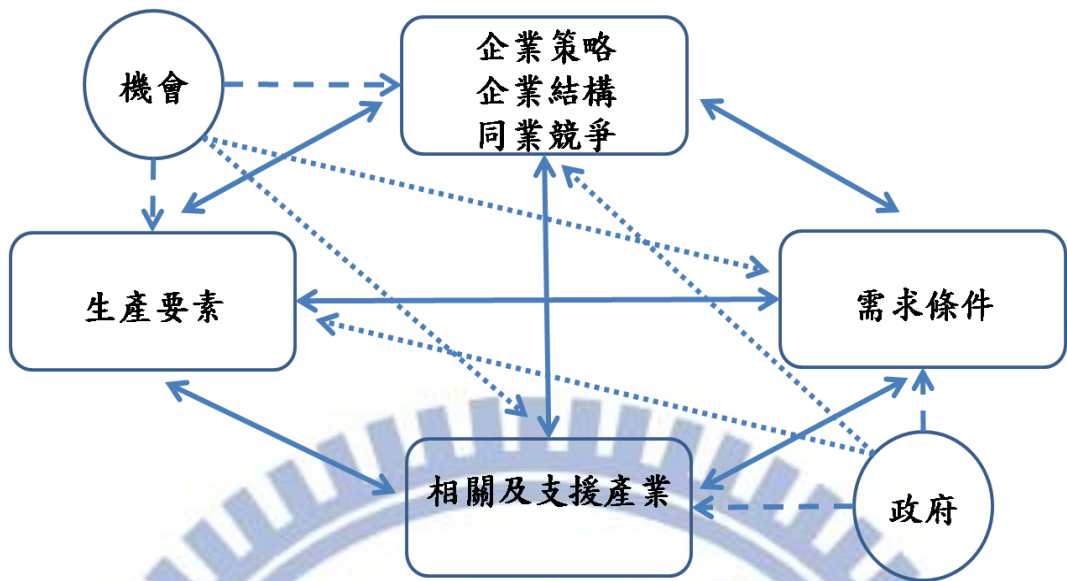 機會
企業策略
企業結構
同業競爭
生產要素
需求條件
相關及支援產業
政府